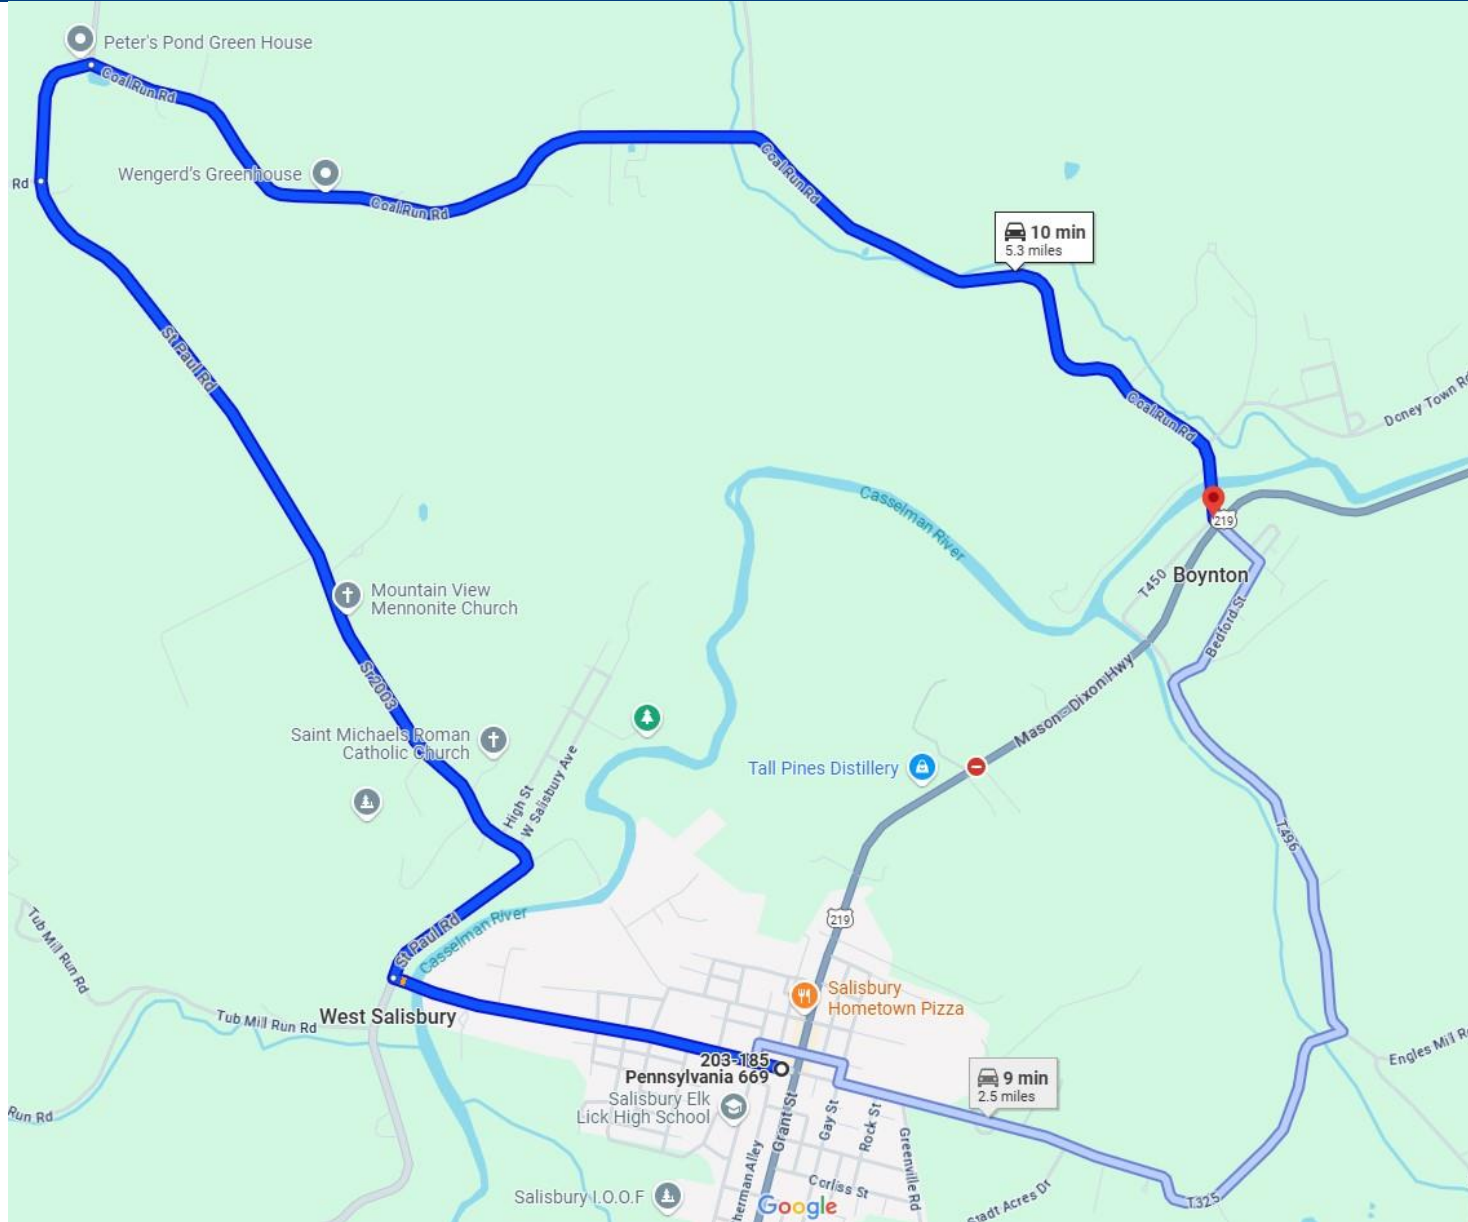 Peter's Pond Green House
Coal Run Rd
Wengerd's Greenhouse
Rd
Coal Run Rd
Coal Run Rd
10 min
5.3 miles
St Paul Rd
Coal Run Rd
Dcney Town Rd
Casselman River
219
Boynton
T450
Bedford St
Mountain View
Mennonite Church
Sr2003
Mason-Dixon Hwy
Saint Michaels Roman
Catholic Church
High St
W Salisbury Ave
Tall Pines Distillery
T496
St Paul Rd
Casselman River
219
Tub Mill Run Rd
Salisbury
Hometown Pizza
Tub Mill Run Rd
West Salisbury
203-185
Pennsylvania 669
Engles Mill R
9 min
2.5 miles
Salisbury Elk
Lick High School
Run Rd
Grant St
Gay St
Rock St
Greenville Rd
herman Alley
Corliss St
Salisbury I.O.O.F
Stadt Acres Dr
T325
Google